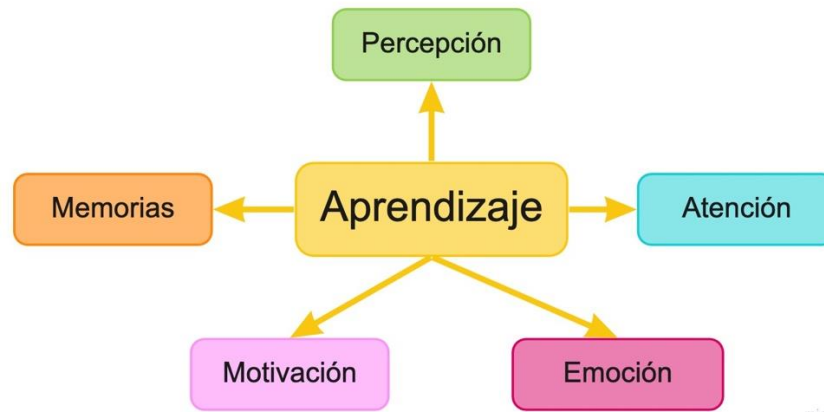 Percepción
Memorias
Aprendizaje
Atención
Motivación
Emoción